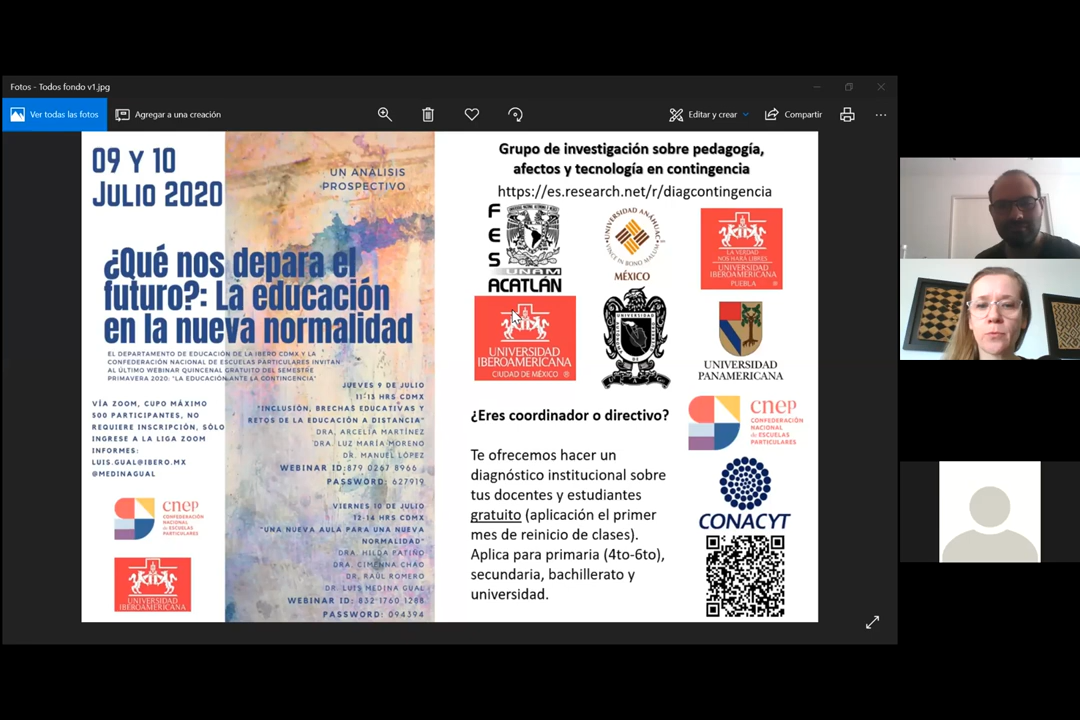 Fotos - Todos fondo v1.jpg
Ver todas las fotos
Agregar a una creación
Editar y crear
Compartir
09 Y 10
JULIO 2020
UN ANÁLISIS
PROSPECTIVO
¿Qué nos depara el
futuro?: La educación
en la nueva normalidad
EL DEPARTAMENTO DE EDUCACIÓN DE LA IBERO CDMX Y LA
CONFEDERACIÓN NACIONAL DE ESCUELAS PARTICULARES INVITAN
AL ÚLTIMO WEBINAR QUINCENAL GRATUITO DEL SEMESTRE
PRIMAVERA 2020: "LA EDUCACIÓN ANTE LA CONTINGENCIA"
VÍA ZOOM, CUPO MÁXIMO
500 PARTICIPANTES, NO
REQUIERE INSCRIPCIÓN, SÓLO
INGRESE A LA LIGA ZOOM
INFORMES:
LUIS.GUAL@IBERO.MX
@MEDINAGUAL
JUEVES 9 DE JULIO
11-13 HRS CDMX
"INCLUSIÓN, BRECHAS EDUCATIVAS Y
RETOS DE LA EDUCACIÓN A DISTANCIA"
DRA. ARCELIA MARTÍNEZ
DRA. LUZ MARÍA MORENO
DR. MANUEL LÓPEZ
WEBINAR ID:879 0267 8966
PASSWORD: 627919
VIERNES 10 DE JULIO
12-14 HRS CDMX
"UNA NUEVA AULA PARA UNA NUEVA
NORMALIDAD"
DRA. HILDA PATIÑO
DRA. CIMENNA CHAO
DR. RAÚL ROMERO
DR. LUIS MEDINA GUAL
WEBINAR ID: 832 1760 1288
PASSWORD: 094394
cnep
CONFEDERACIÓN
NACIONAL
de ESCUELAS
PARTICULARES
UNIVERSIDAD
IBEROAMERICANA
Grupo de investigación sobre pedagogía,
afectos y tecnología en contingencia
https://es.research.net/r/diagcontingencia
FES
UNAM
ACATLÁN
UNIVERSIDAD ANÁHUAC
VINCE IN BONO MALUM
MÉXICO
LA VERDAD
NOS HARÁ LIBRES
UNIVERSIDAD
IBEROAMERICANA
PUEBLA ®
UNIVERSIDAD
IBEROAMERICANA
CIUDAD DE MÉXICO ®
UNIVERSIDAD
UNIVERSIDAD
PANAMERICANA
¿Eres coordinador o directivo?
Te ofrecemos hacer un
diagnóstico institucional sobre
tus docentes y estudiantes
gratuito (aplicación el primer
mes de reinicio de clases).
Aplica para primaria (4to-6to),
secundaria, bachillerato y
universidad.
cnep
CONFEDERACIÓN
NACIONAL
de ESCUELAS
PARTICULARES
CONACYT